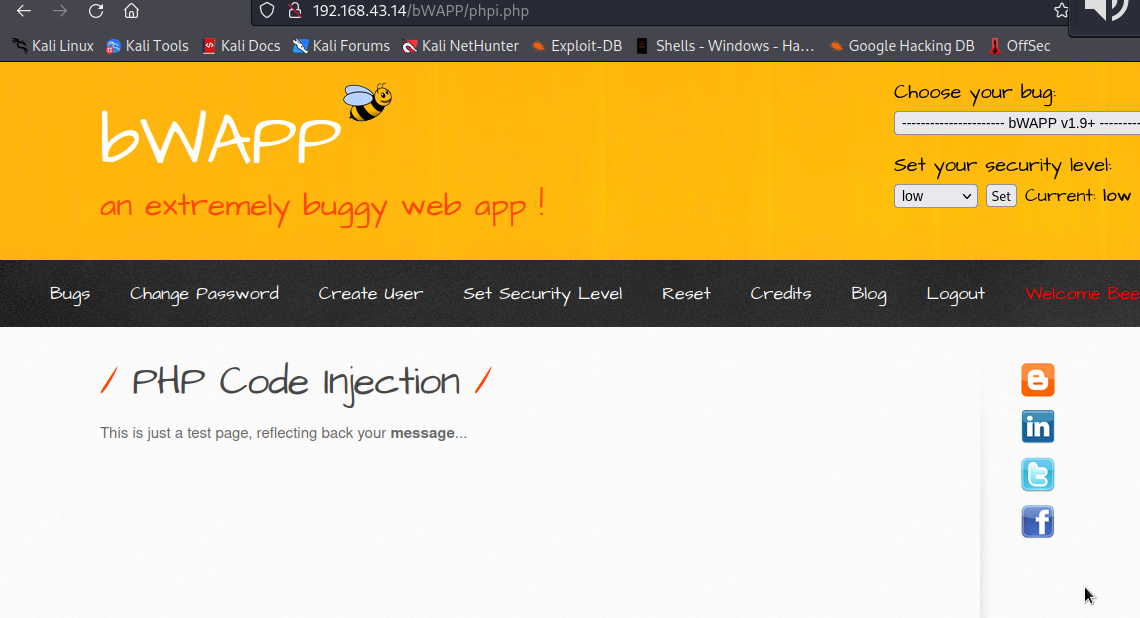 192.168.43.14/bWAPP/phpi.php
Kali Linux Kali Tools Kali Docs Kali Forums Kali NetHunter Exploit-DB Shells - Windows - Ha… Google Hacking DB OffSec
Choose your bug:
---------------------- bWAPP v1.9+ ---------
bWAPP
Set your security level:
low Set Current: low
an extremely buggy web app !
Bugs Change Password Create User Set Security Level Reset Credits Blog Logout Welcome Bee
/ PHP Code Injection /
This is just a test page, reflecting back your message...